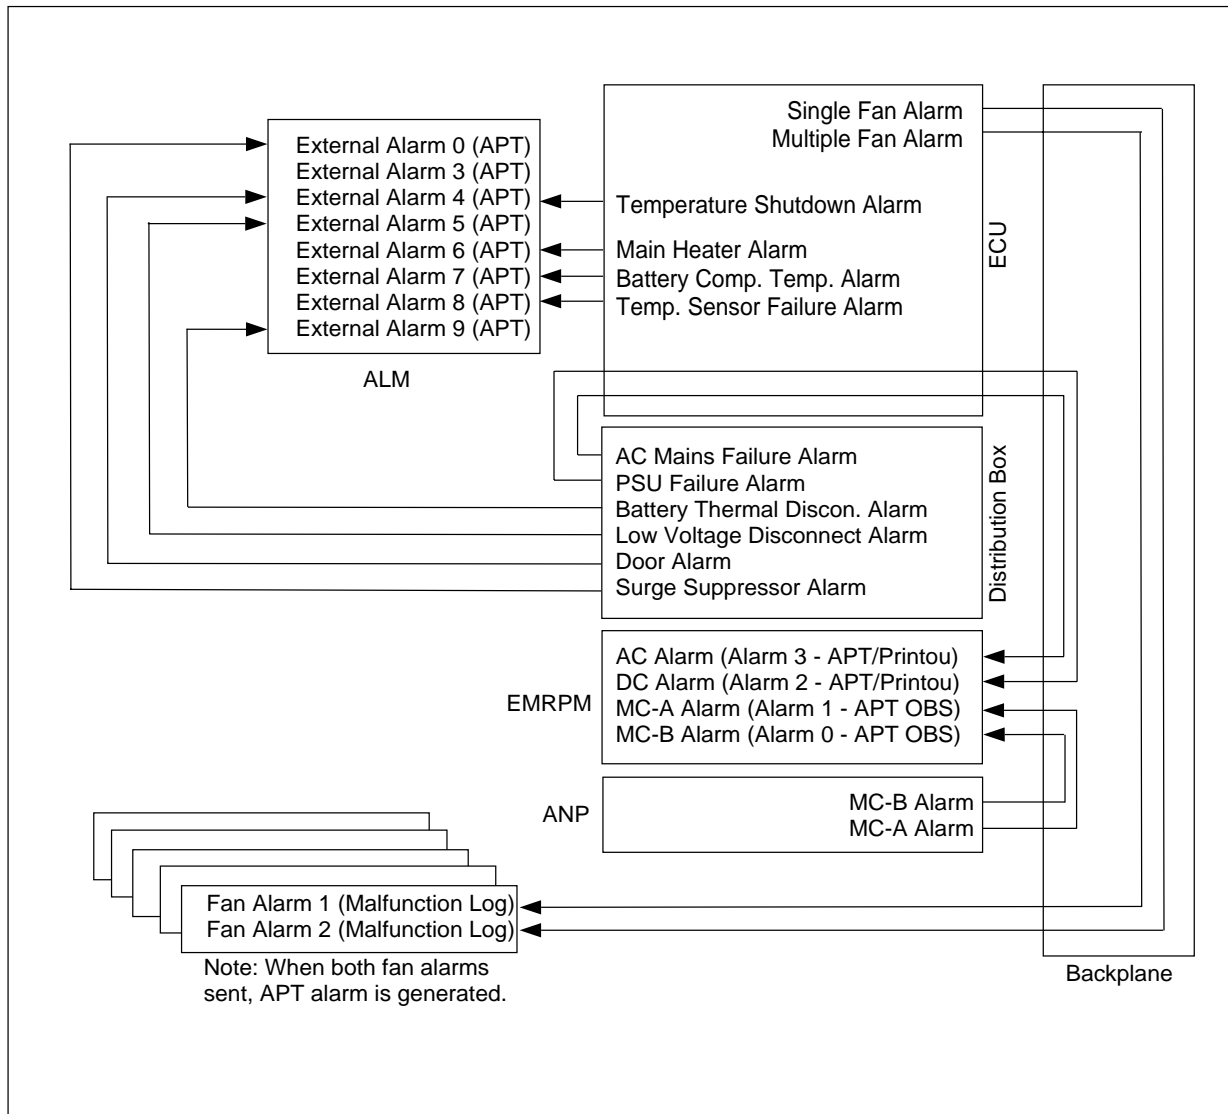 Single Fan Alarm
Multiple Fan Alarm
External Alarm 0 (APT)
External Alarm 3 (APT)
External Alarm 4 (APT)
External Alarm 5 (APT)
External Alarm 6 (APT)
External Alarm 7 (APT)
External Alarm 8 (APT)
External Alarm 9 (APT)
ALM
Temperature Shutdown Alarm
Main Heater Alarm
Battery Comp. Temp. Alarm
Temp. Sensor Failure Alarm
ECU
AC Mains Failure Alarm
PSU Failure Alarm
Battery Thermal Discon. Alarm
Low Voltage Disconnect Alarm
Door Alarm
Surge Suppressor Alarm
Distribution Box
AC Alarm (Alarm 3 - APT/Printou)
DC Alarm (Alarm 2 - APT/Printou)
MC-A Alarm (Alarm 1 - APT OBS)
MC-B Alarm (Alarm 0 - APT OBS)
EMRPM
ANP
MC-B Alarm
MC-A Alarm
Fan Alarm 1 (Malfunction Log)
Fan Alarm 2 (Malfunction Log)
Note: When both fan alarms
sent, APT alarm is generated.
Backplane